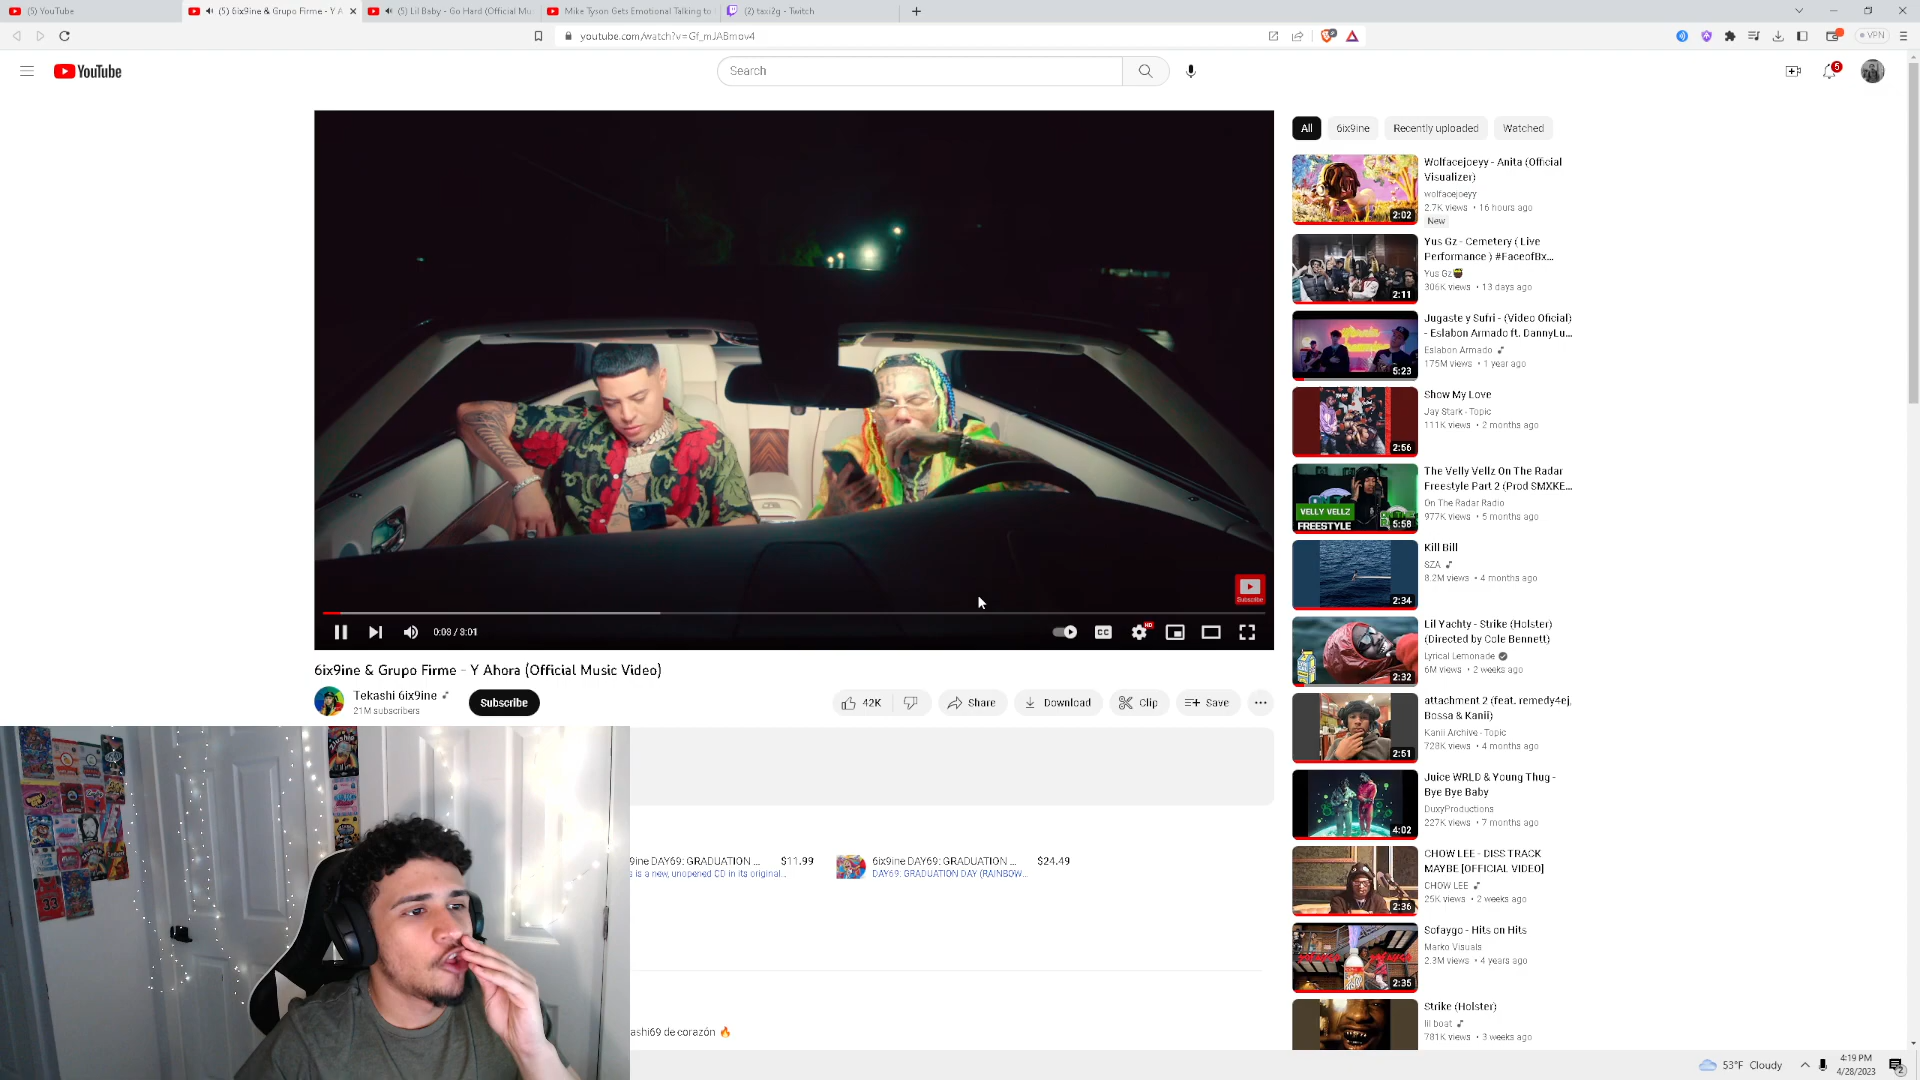 (5) YouTube
(5) 6ix9ine & Grupo Firme - Y A
(5) Lil Baby - Go Hard (Official Mu
Mike Tyson Gets Emotional Talking to
(2) taxi2g - Twitch
youtube.com/watch?v=Gf_mJABmov4
VPN
YouTube
Search
5
All
6ix9ine
Recently uploaded
Watched
Wolfacejoeyy - Anita (Official
Visualizer)
wolfacejoeyy
2.7K views • 16 hours ago
New
2:02
Yus Gz - Cemetery ( Live
Performance ) #FaceofBx...
Yus Gz
306K views • 13 days ago
2:11
Jugaste y Sufrí - (Video Oficial)
- Eslabon Armado ft. DannyLu...
Eslabon Armado
175M views • 1 year ago
5:23
Show My Love
Jay Stark - Topic
111K views • 2 months ago
2:56
The Velly Vellz On The Radar
Freestyle Part 2 (Prod SMXKE...
On The Radar Radio
977K views • 5 months ago
VELLY VELLZ
FREESTYLE
5:58
Kill Bill
SZA
8.2M views • 4 months ago
2:34
Lil Yachty - Strike (Holster)
(Directed by Cole Bennett)
Lyrical Lemonade
6M views • 2 weeks ago
2:32
attachment 2 (feat. remedy4ej,
Bossa & Kanii)
Kanii Archive - Topic
728K views • 4 months ago
2:51
Juice WRLD & Young Thug -
Bye Bye Baby
DuxyProductions
227K views • 7 months ago
4:02
CHOW LEE - DISS TRACK
MAYBE [OFFICIAL VIDEO]
CHOW LEE
25K views • 2 weeks ago
2:36
Sofaygo - Hits on Hits
Marko Visuals
2.3M views • 4 years ago
2:35
Strike (Holster)
lil boat
781K views • 3 weeks ago
Subscribe
0:03 / 3:01
CC
HD
6ix9ine & Grupo Firme - Y Ahora (Official Music Video)
Tekashi 6ix9ine
21M subscribers
Subscribe
42K
Share
Download
Clip
Save
9ine DAY69: GRADUATION ...
$11.99
s is a new, unopened CD in its original...
6ix9ine DAY69: GRADUATION ...
$24.49
DAY69: GRADUATION DAY (RAINBOW...
ashi69 de corazón 🔥
33
53°F Cloudy
4:19 PM
4/28/2023
2